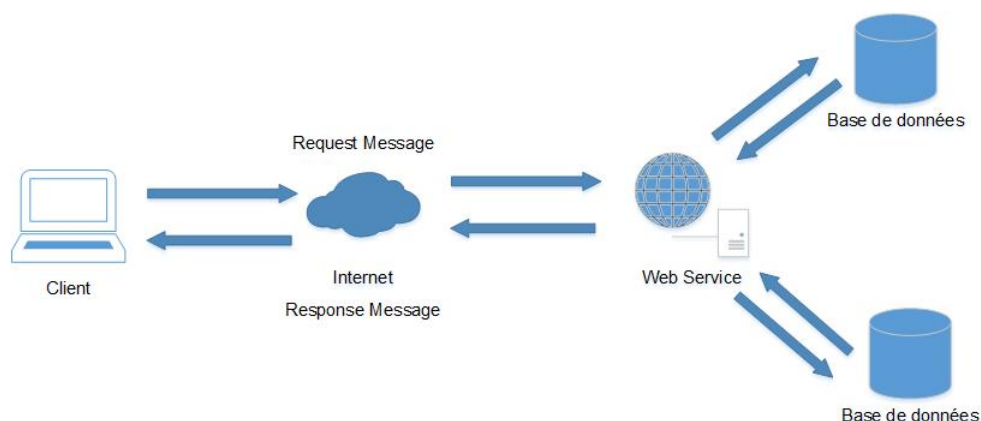 Base de données
Request Message
Client
Internet
Response Message
Web Service
Base de données